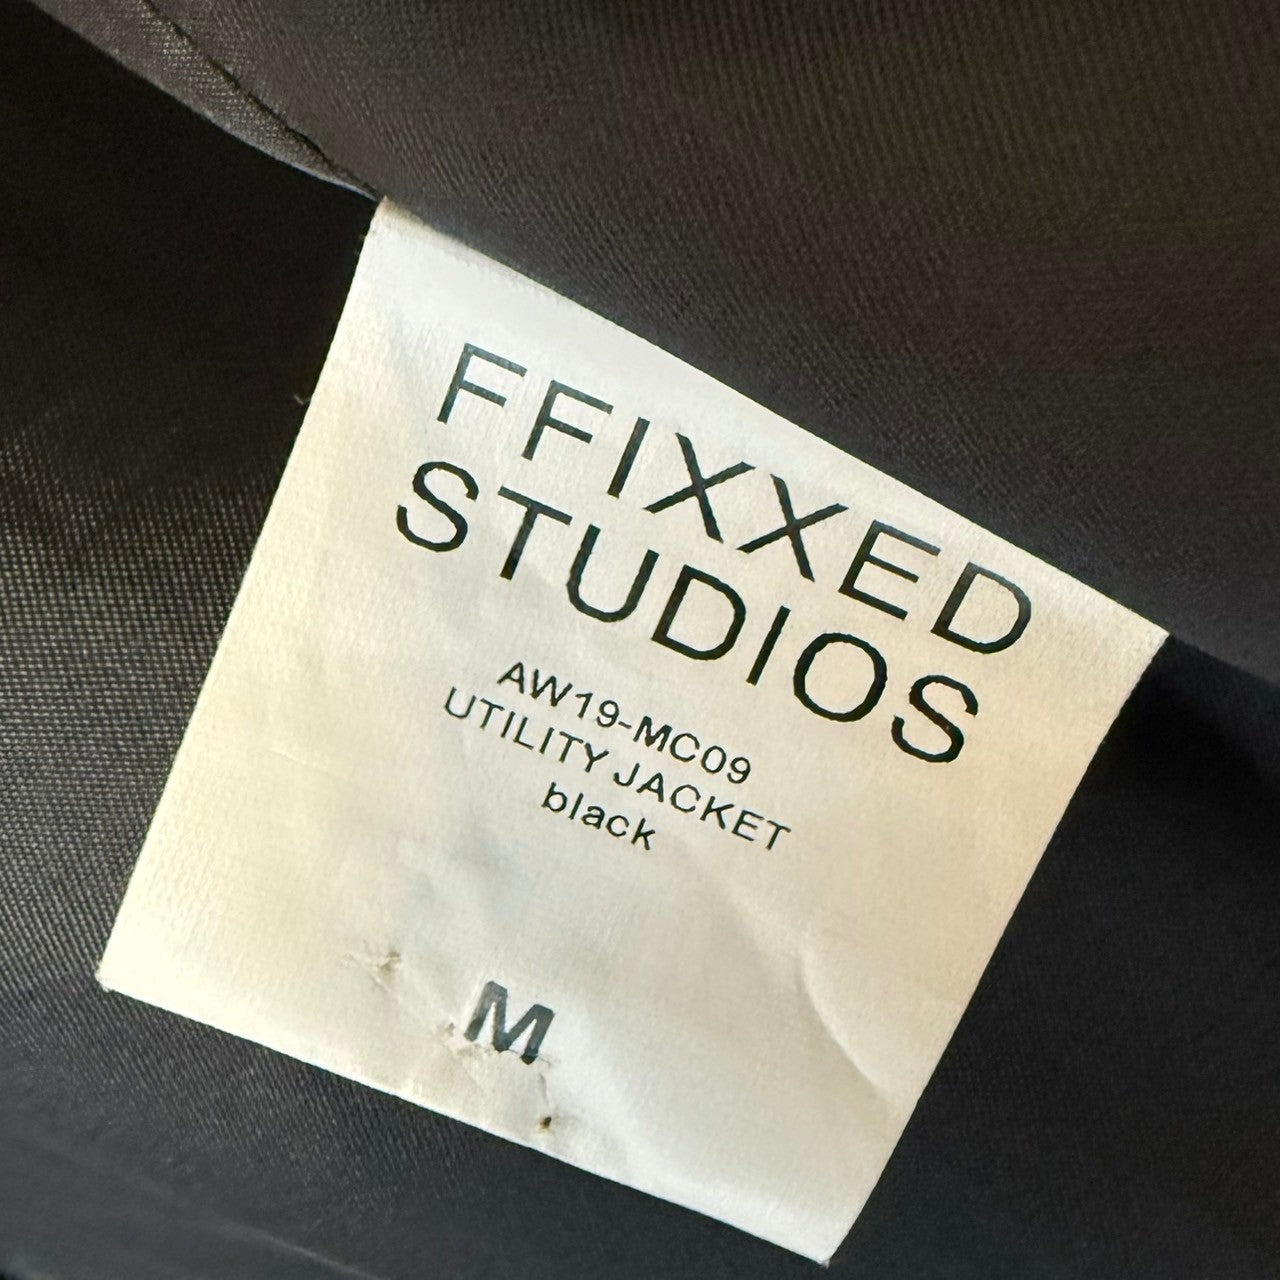 FFIXXED
STUDIOS
AW19-MC09
UTILITY JACKET
black
M